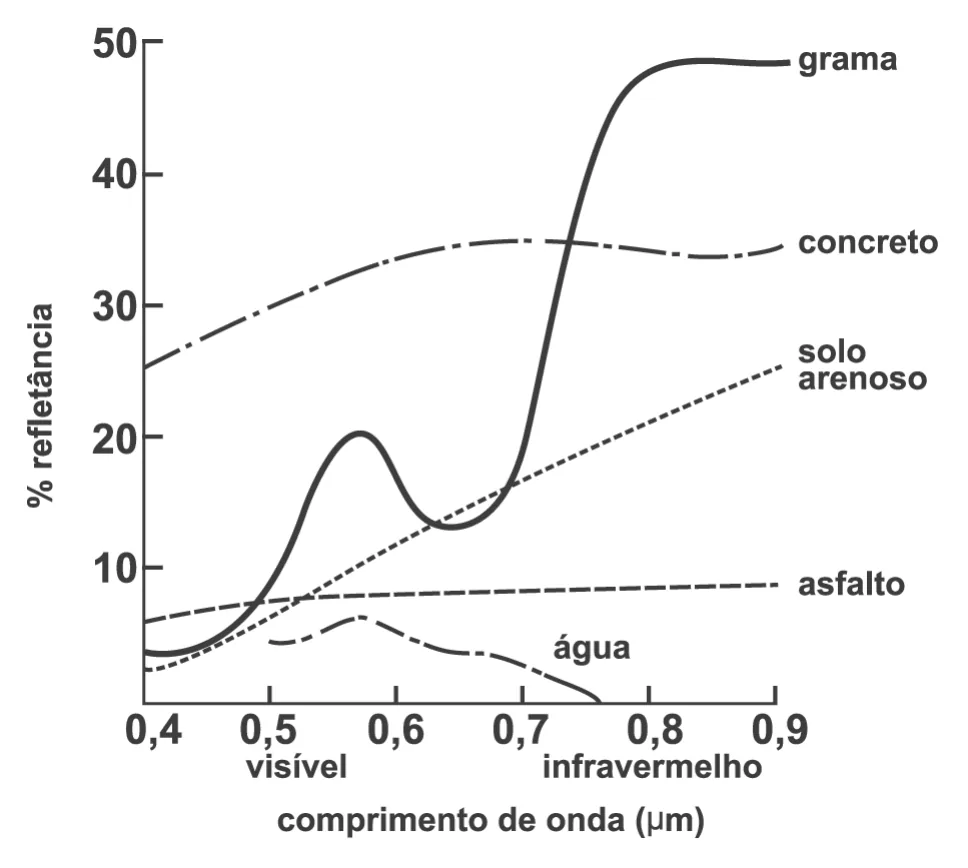 50
grama
40
concreto
30
solo
arenoso
% refletância
20
10
asfalto
água
0,4 0,5 0,6 0,7 0,8 0,9
visível infravermelho
comprimento de onda (μm)